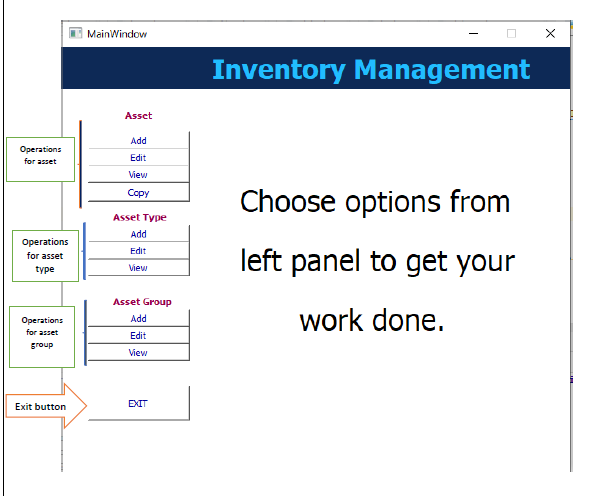 MainWindow
Inventory Management
Asset
Operations
for asset
Add
Edit
View
Copy
Asset Type
Operations
for asset
type
Add
Edit
View
Asset Group
Operations
for asset
group
Add
Edit
View
Exit button
EXIT
Choose options from
left panel to get your
work done.